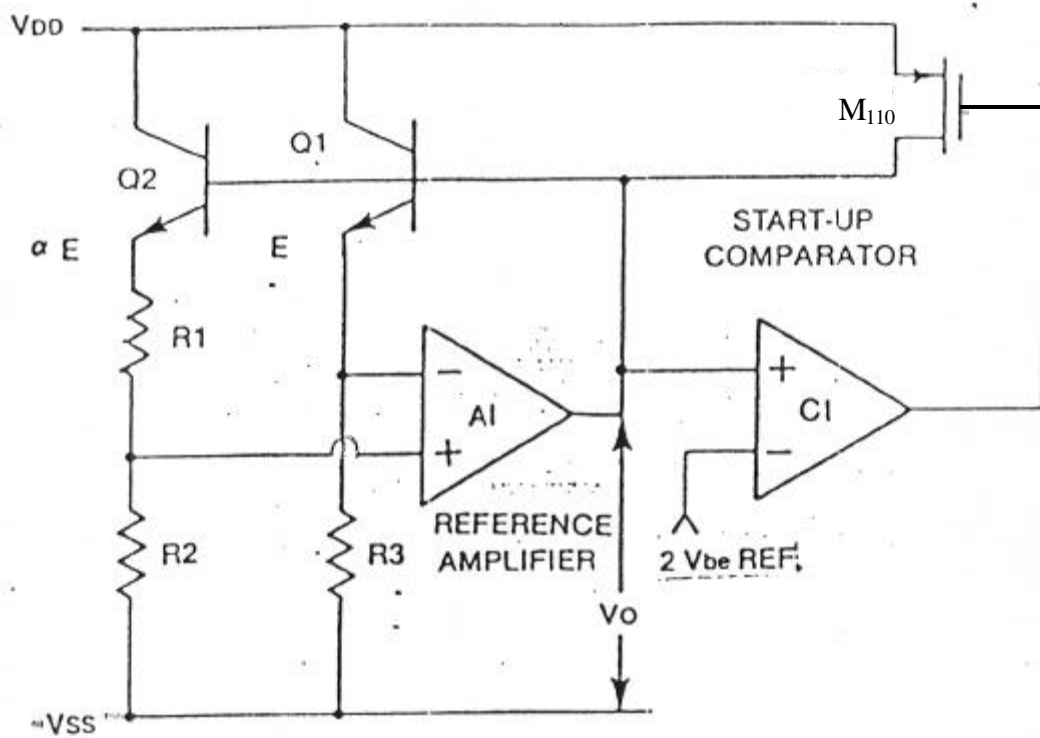 VDD
M110
Q1
Q2
START-UP
COMPARATOR
α E
E
R1
−
+
AI
+
CI
−
REFERENCE
AMPLIFIER
R2
R3
2 Vbe REF.
Vo
-VSS